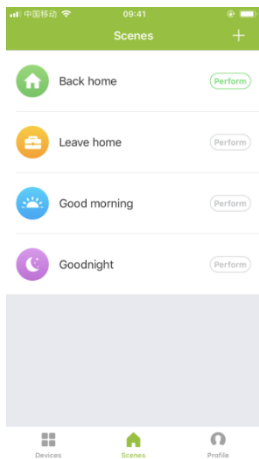 中国移动 09:41
Scenes
Back home Perform
Leave home Perform
Good morning Perform
Goodnight Perform
Devices Scenes Profile